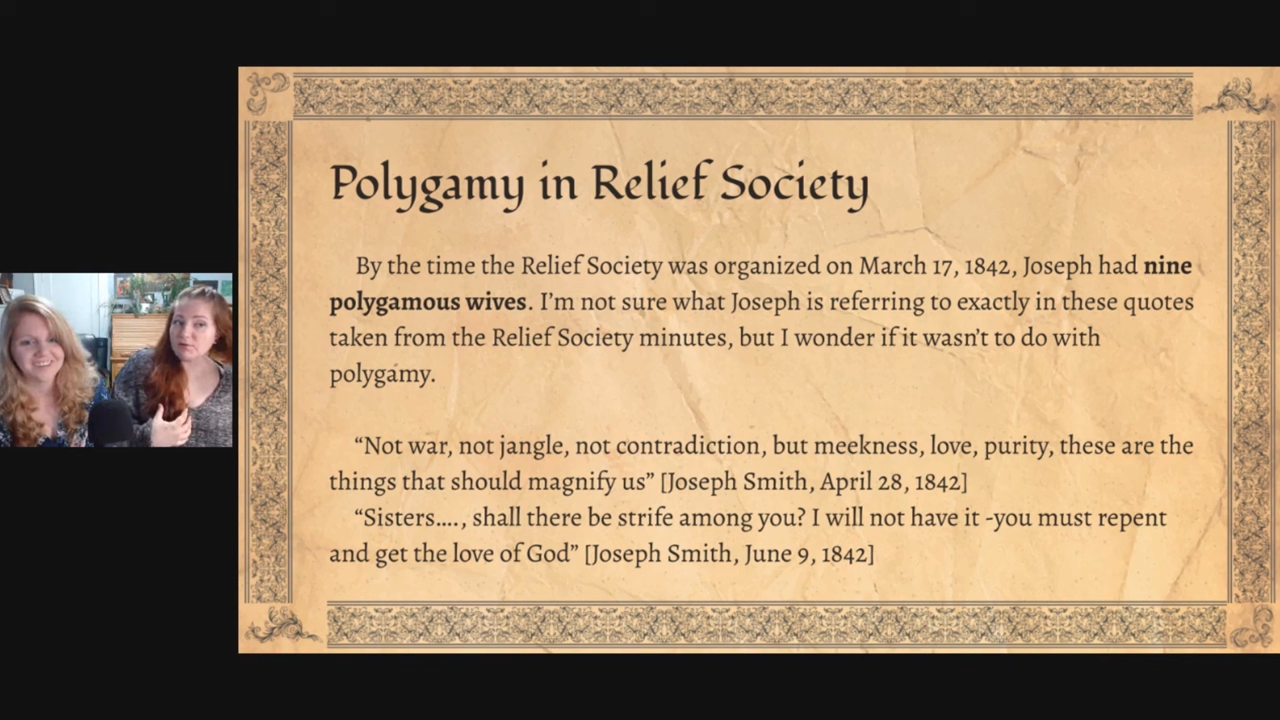 Polygamy in Relief Society
By the time the Relief Society was organized on March 17, 1842, Joseph had nine
polygamous wives. I'm not sure what Joseph is referring to exactly in these quotes
taken from the Relief Society minutes, but I wonder if it wasn't to do with
polygamy.
“Not war, not jangle, not contradiction, but meekness, love, purity, these are the
things that should magnify us” [Joseph Smith, April 28, 1842]
“Sisters…., shall there be strife among you? I will not have it -you must repent
and get the love of God” [Joseph Smith, June 9, 1842]